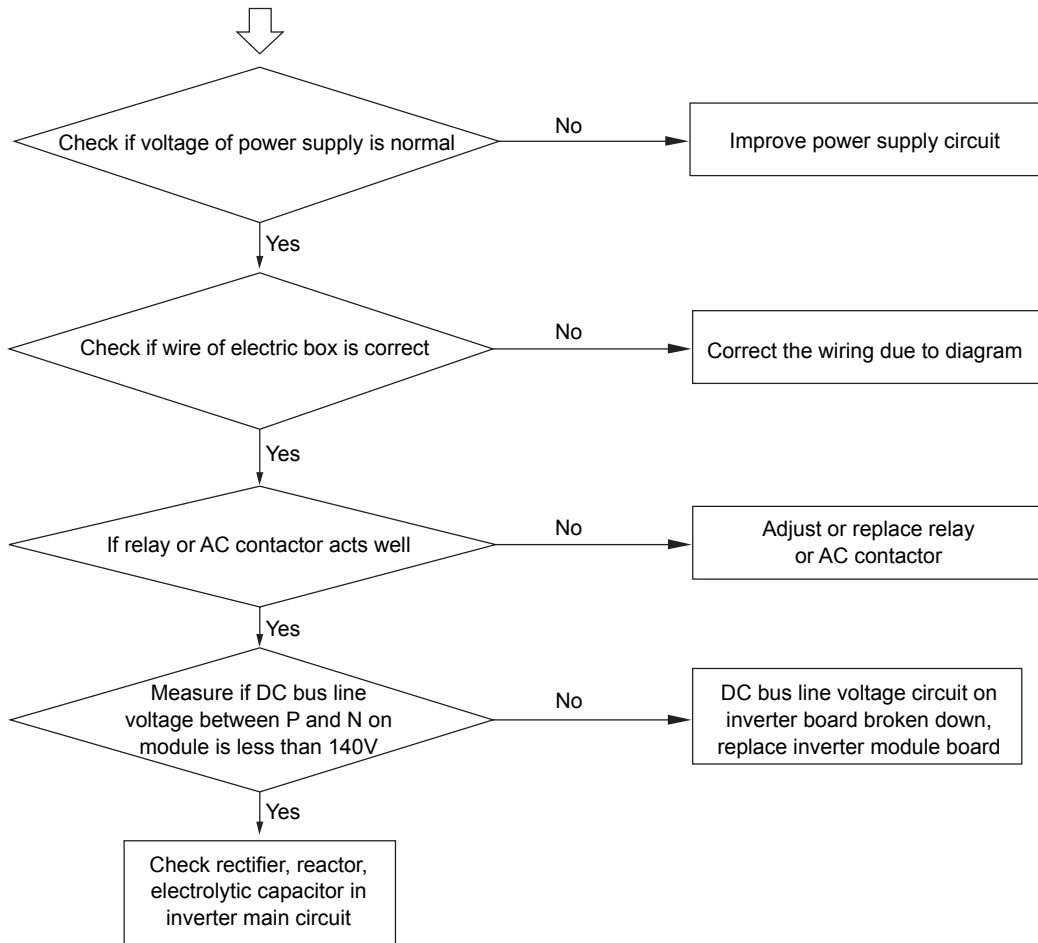 Check if voltage of power supply is normal
No
Improve power supply circuit
Yes
Check if wire of electric box is correct
No
Correct the wiring due to diagram
Yes
If relay or AC contactor acts well
No
Adjust or replace relay
or AC contactor
Yes
Measure if DC bus line
voltage between P and N on
module is less than 140V
No
DC bus line voltage circuit on
inverter board broken down,
replace inverter module board
Yes
Check rectifier, reactor,
electrolytic capacitor in
inverter main circuit